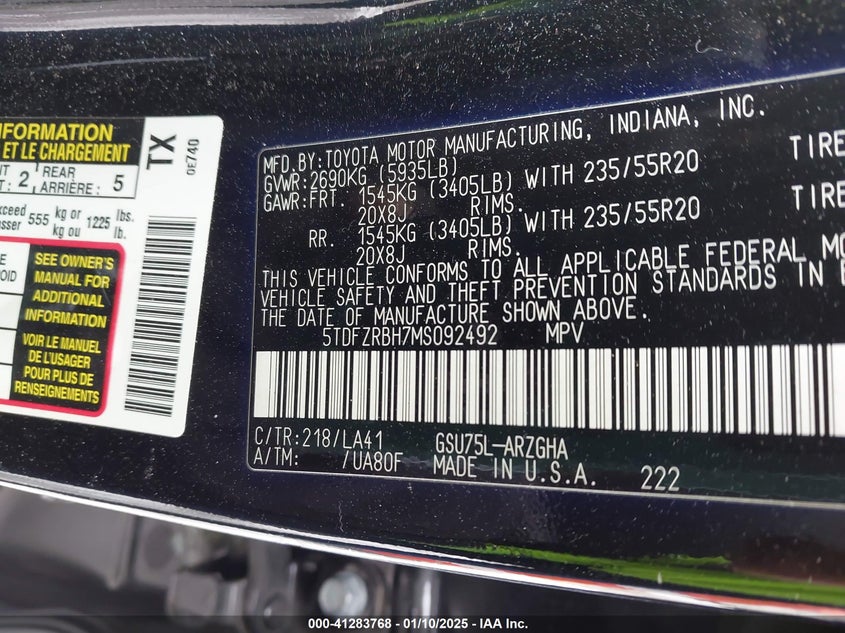 INFORMATION
ET LE CHARGEMENT
2 REAR
ARRIÈRE: 5
555 kg or 1225 lbs.
kg ou lb.
SEE OWNER'S
MANUAL FOR
ADDITIONAL
INFORMATION
VOIR LE MANUEL
DE L'USAGER
POUR PLUS DE
RENSEIGNEMENTS
TX
0E740
MFD.BY:TOYOTA MOTOR MANUFACTURING, INDIANA, INC.
GVWR:2690KG (5935LB)
GAWR:FRT. 1545KG (3405LB) WITH 235/55R20 TIRE
20X8J RIMS.
RR. 1545KG (3405LB) WITH 235/55R20 TIRE
20X8J RIMS.
THIS VEHICLE CONFORMS TO ALL APPLICABLE FEDERAL MO
VEHICLE SAFETY AND THEFT PREVENTION STANDARDS IN E
THE DATE OF MANUFACTURE SHOWN ABOVE.
5TDFZRBH7MS092492 MPV
C/TR:218/LA41 GSU75L-ARZGHA
A/TM: /UA80F MADE IN U.S.A. 222
000-41283768 — 01/10/2025 — IAA Inc.